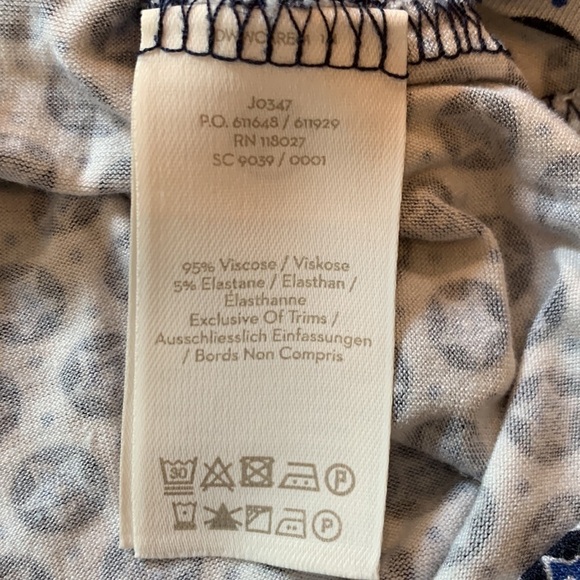 J0347
P.O. 611648 / 611929
RN 118027
SC 9039 / 0001
95% Viscose / Viskose
5% Elastane / Elasthan /
Élasthanne
Exclusive Of Trims /
Ausschliesslich Einfassungen
/ Bords Non Compris
30 P
P